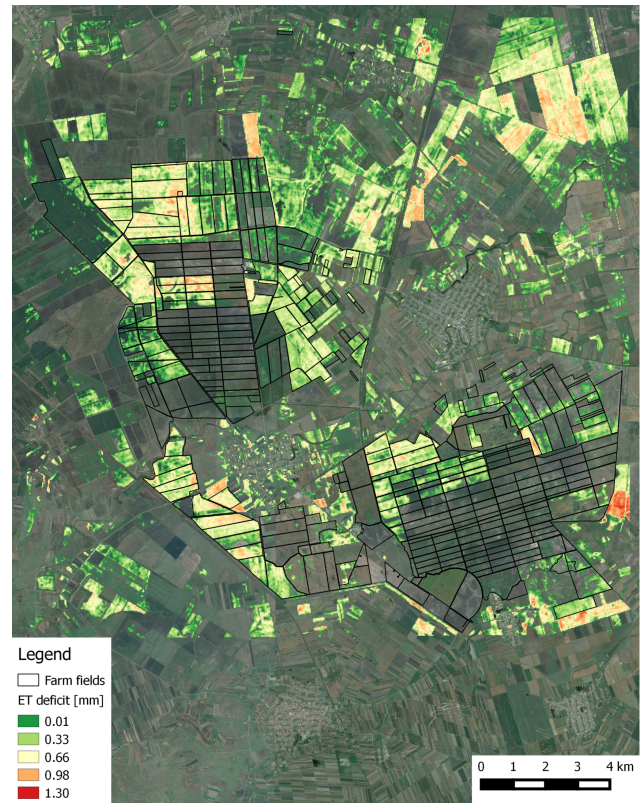 Legend
Farm fields
ET deficit [mm]
0.01
0.33
0.66
0.98
1.30
0 1 2 3 4 km